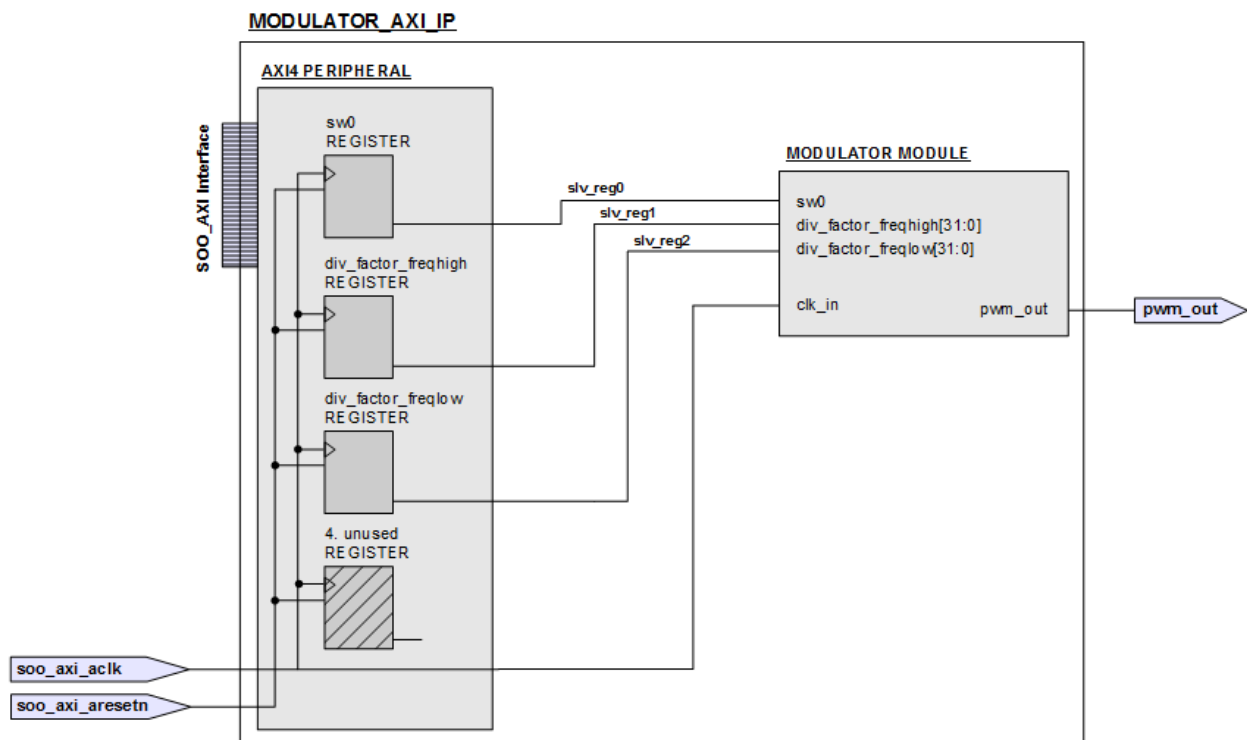 MODULATOR_AXI_IP
AXI4 PERIPHERAL
SOO_AXI Interface
sw0
REGISTER
div_factor_freqhigh
REGISTER
div_factor_freqlow
REGISTER
4. unused
REGISTER
slv_reg0
slv_reg1
slv_reg2
MODULATOR MODULE
sw0
div_factor_freqhigh[31:0]
div_factor_freqlow[31:0]
clk_in
pwm_out
pwm_out
soo_axi_aclk
soo_axi_aresetn